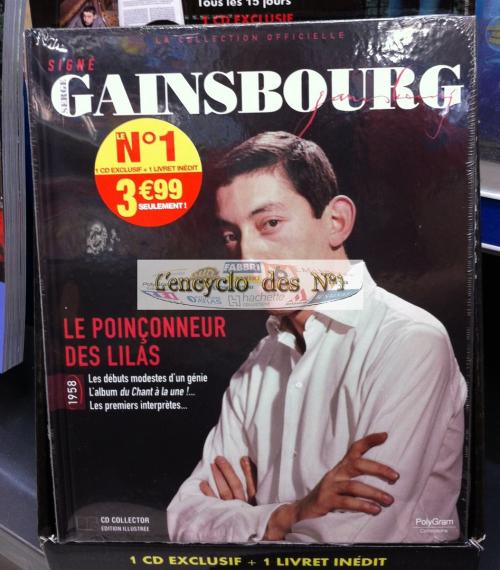 Tous les 15 jours
1 CD EXCLUSIF
LA COLLECTION OFFICIELLE
SIGNÉ
SERGE
GAINSBOURG
LE
N°1
1 CD EXCLUSIF + 1 LIVRET INÉDIT
3€99
SEULEMENT !
FABBRI
L'encyclo des N°1
hachette
LE POINÇONNEUR
DES LILAS
1958
Les débuts modestes d'un génie
L'album du Chant à la une !...
Les premiers interprètes...
CD COLLECTOR
ÉDITION ILLUSTRÉE
PolyGram
1 CD EXCLUSIF + 1 LIVRET INÉDIT